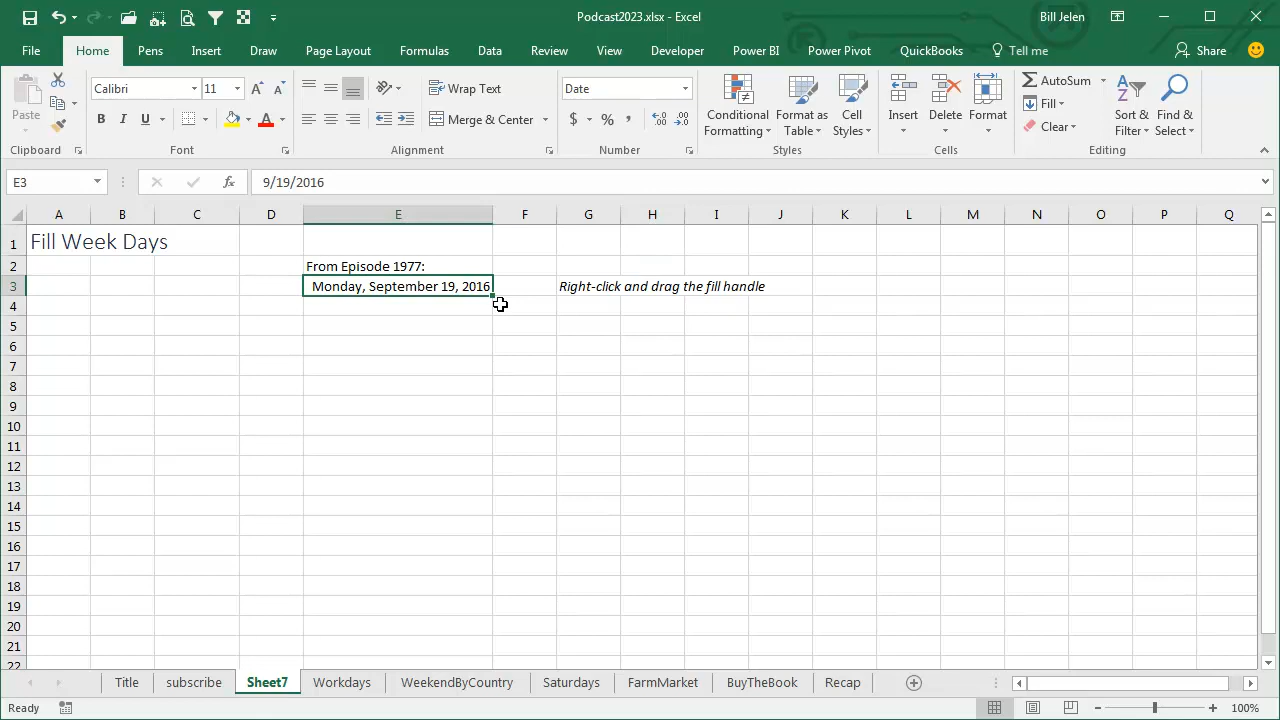 Podcast2023.xlsx - Excel
Bill Jelen
File Home Pens Insert Draw Page Layout Formulas Data Review View Developer Power BI Power Pivot QuickBooks Tell me Share
Paste
Calibri 11
B I U
A A
Wrap Text
Merge & Center
Date
$ % ,
Conditional Formatting
Format as Table
Cell Styles
Insert Delete Format
AutoSum
Fill
Clear
Sort & Filter
Find & Select
Clipboard Font Alignment Number Styles Cells Editing
E3 fx 9/19/2016
A B C D E F G H I J K L M N O P Q
1 Fill Week Days
2 From Episode 1977:
3 Monday, September 19, 2016 Right-click and drag the fill handle
4
5
6
7
8
9
10
11
12
13
14
15
16
17
18
19
20
21
22
Title subscribe Sheet7 Workdays WeekendByCountry Saturdays FarmMarket BuyTheBook Recap
Ready 100%